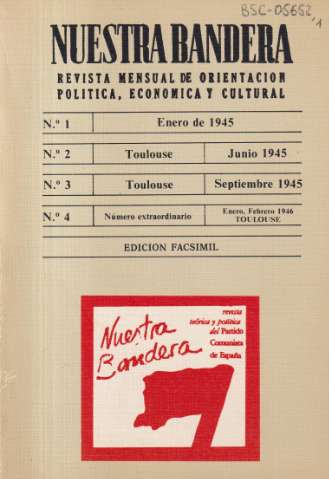 BSC-05652
1
NUESTRA BANDERA
REVISTA MENSUAL DE ORIENTACION
POLITICA, ECONOMICA Y CULTURAL
N.º 1 Enero de 1945
N.º 2 Toulouse Junio 1945
N.º 3 Toulouse Septiembre 1945
N.º 4 Número extraordinario Enero, Febrero 1946
TOULOUSE
EDICION FACSIMIL
Nuestra
Bandera
revista
teórica y política
del Partido
Comunista
de España